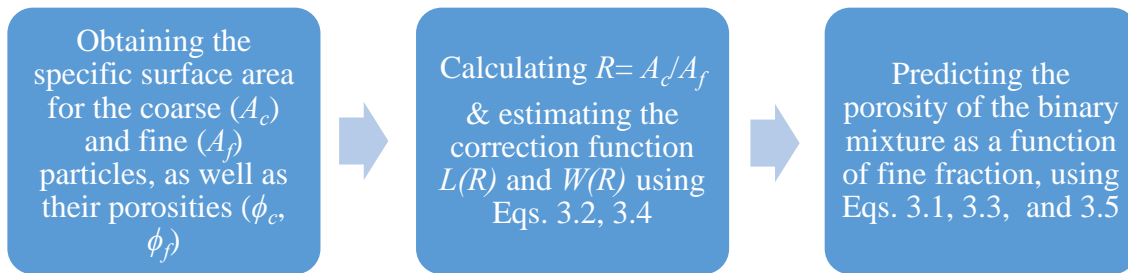 Obtaining the
specific surface area
for the coarse (A_c)
and fine (A_f)
particles, as well as
their porosities (ϕ_c,
ϕ_f)
Calculating R= A_c/A_f
& estimating the
correction function
L(R) and W(R) using
Eqs. 3.2, 3.4
Predicting the
porosity of the binary
mixture as a function
of fine fraction, using
Eqs. 3.1, 3.3, and 3.5